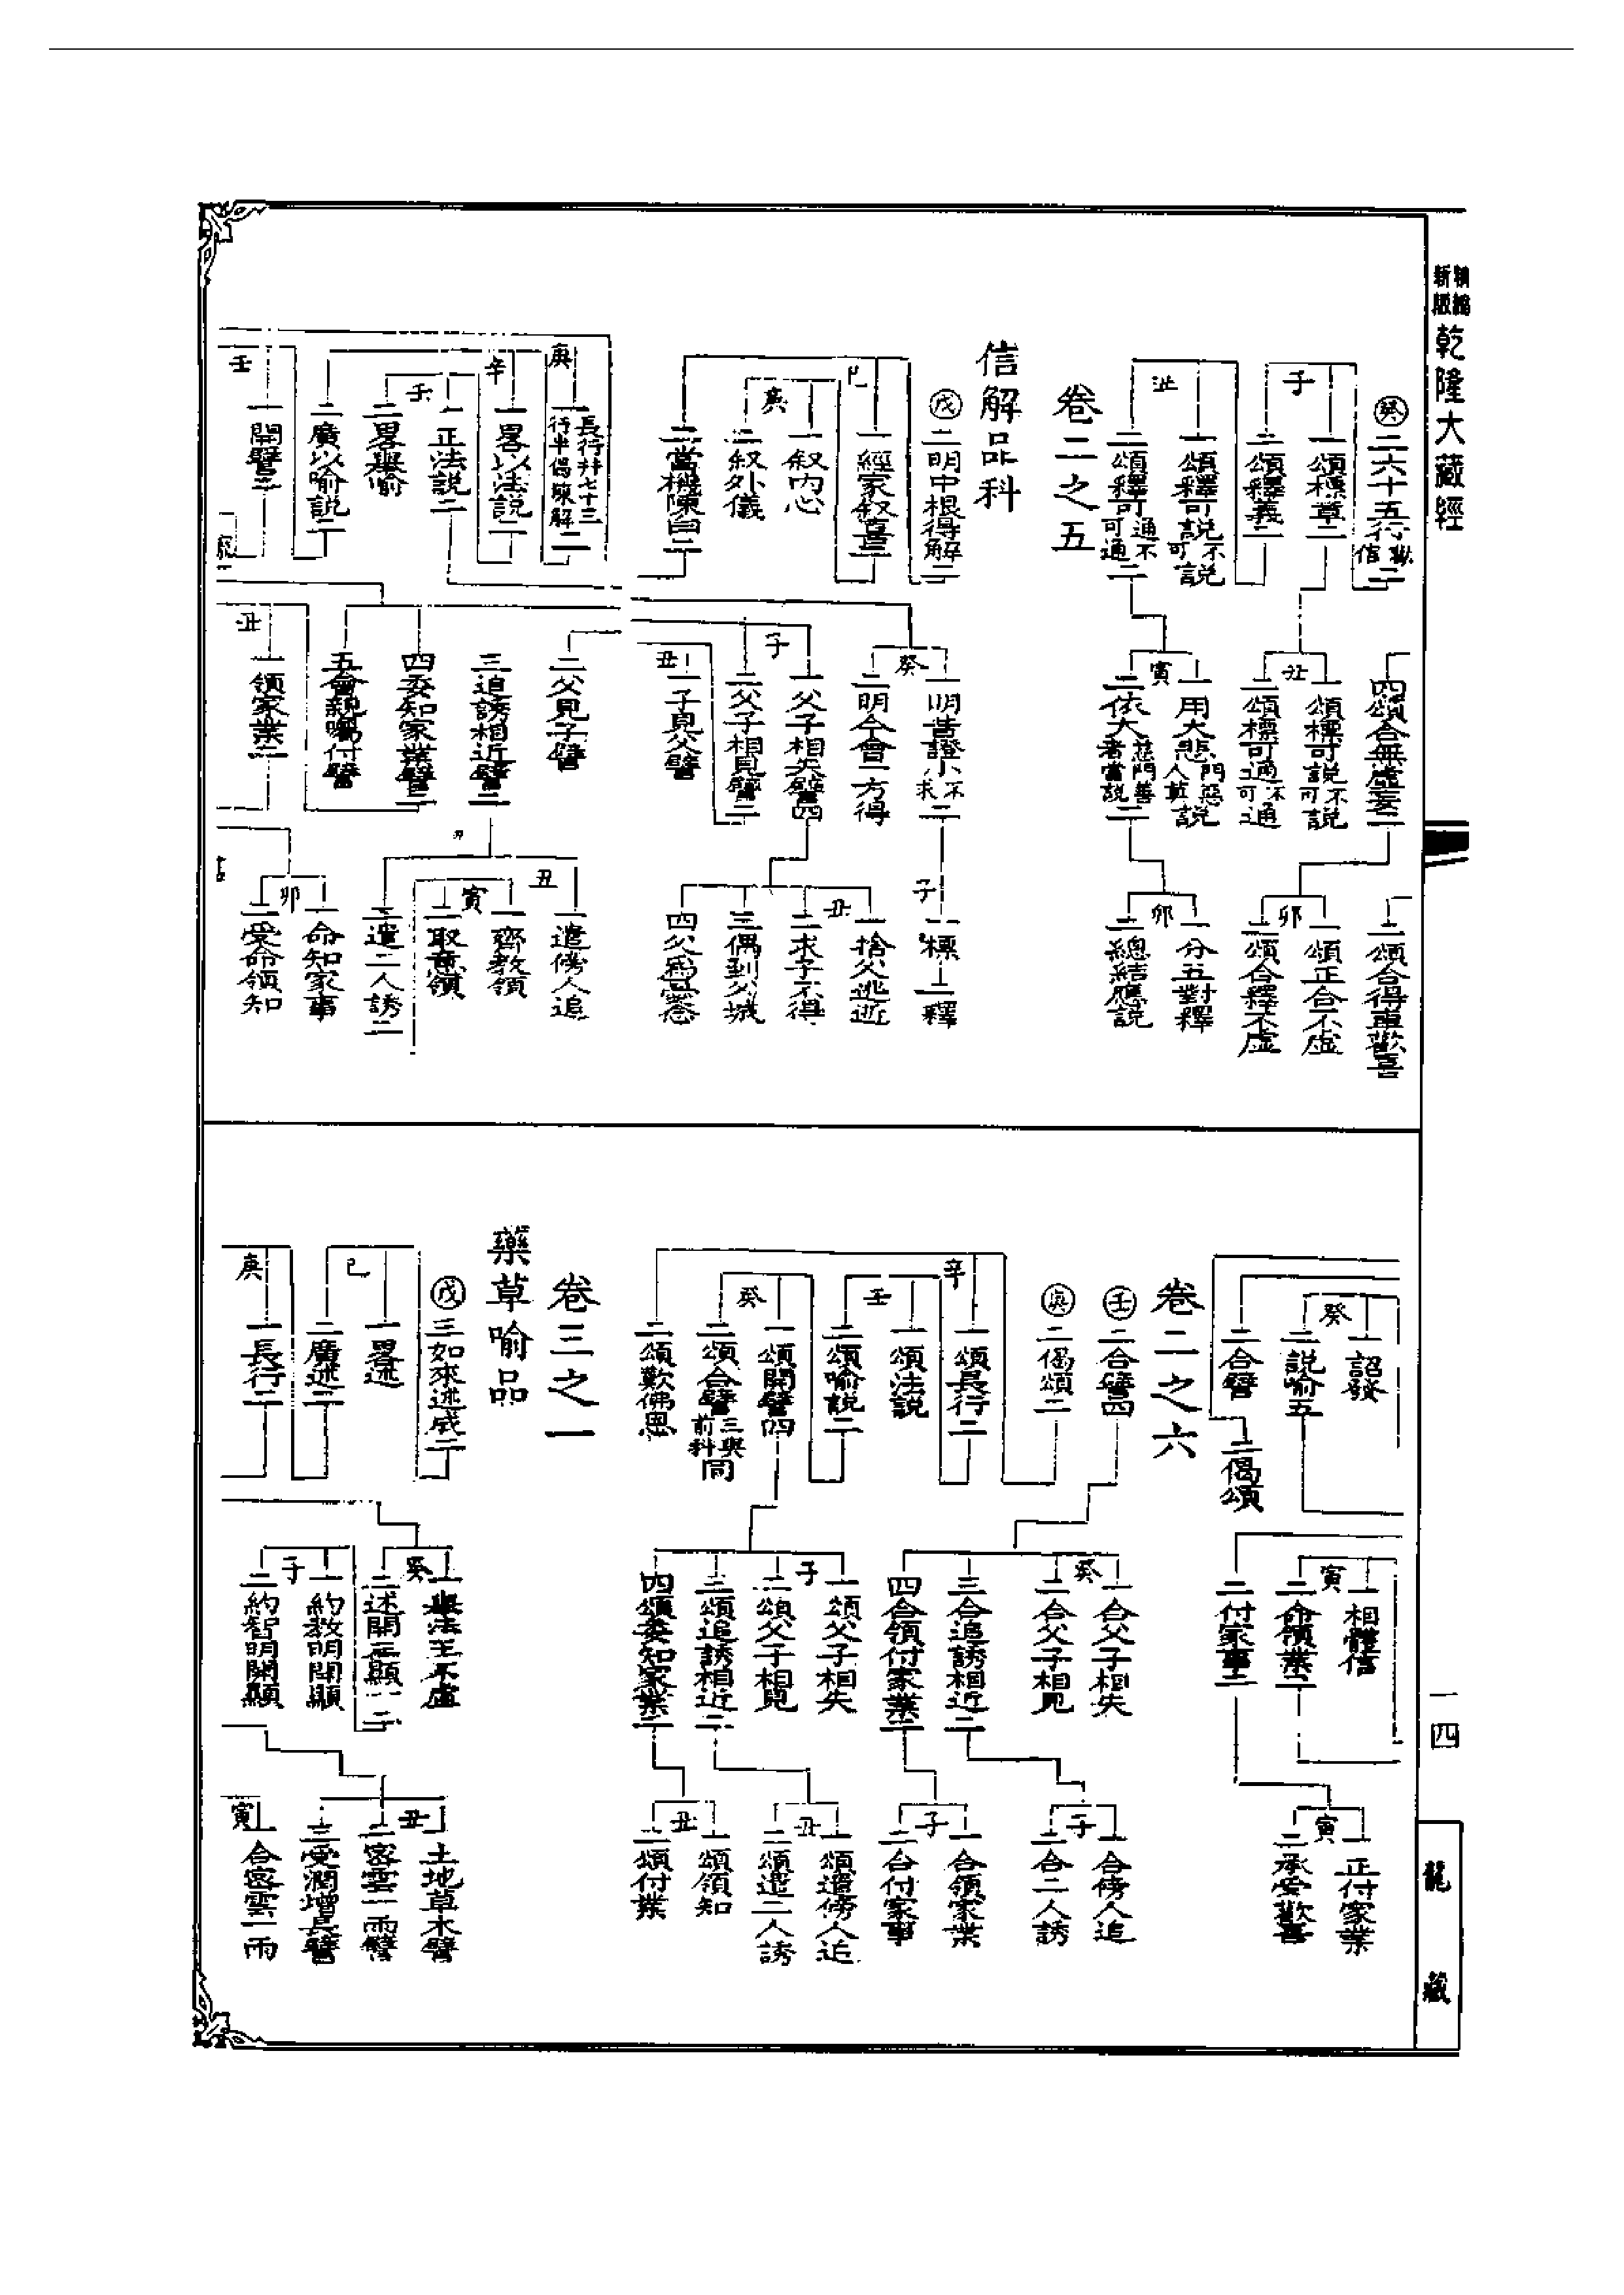 精編
新版
乾隆大藏經
㊛癸二六十五行勸信二
子
一頌標章二
二頌釋義二
丑
一頌釋可說不可說
二頌釋可通不可通二
四頌合無虛妄二
丑
一頌標可說不可說
二頌標可通不可通
寅
一用大悲門惡人莫說
二依大慈門善者當說二
一頌合得車歡喜
卯
一頌正合不虛
二頌合釋不虛
卯
一分五對釋
二總結應說
卷二之五
信解品科
戊二明中根得解二
巳
一經家叙喜二
庚
一叙內心
二叙外儀
二當機陳白二
癸
一明昔證小不求二
二明今會一方得
子
一父子相失譬四
二父子相見譬二
丑
一子見父譬
子
一標
二釋
丑
一捨父逃逝
二求子不得
三偶到父城
四父爲愁
庚
一長行并七十三行半偈陳解二
辛
一畧以法說二
壬
一正法說二
二畧舉喻
二廣以喻說二
壬
一開譬二
二父見子譬
三追誘相近譬二
四委知家業譬二
五會親囑付譬
丑
一領家業二
丑
一遣傍人追
寅
一齊教領
二取意領
二遣二人誘二
卯
一命知家事
二受命領知
癸
一詔發
二說喻五
二合譬
二偈頌
寅
一相體信
二命領業二
二付家事二
寅
一正付家業
二承受歡喜
卷二之六
壬二合譬四
庚二偈頌二
辛
一頌長行二
壬
一頌法說
二頌喻說二
癸
一頌開譬四
二頌合譬三與前科同
二頌歎佛恩
癸
一合父子相失
二合父子相見
三合追誘相近二
四合領付家業二
子
一頌父子相失
二頌父子相見
三頌追誘相近二
四頌委知家業二
子
一合傍人追
二合二人誘
子
一合領家業
二合付家事
丑
一頌遣傍人追
二頌遣二人誘
丑
一頌領知
二頌付業
卷三之一
藥草喻品
戊三如來述成二
巳
一畧述
二廣述二
庚
一長行二
癸
一舉法王不虛
二述開三顯一二
子
一約教明開顯
二約智明開顯
丑
一土地草木譬
二密雲一雨譬
三受潤增長譬
寅
一合密雲一雨
一四
龍藏